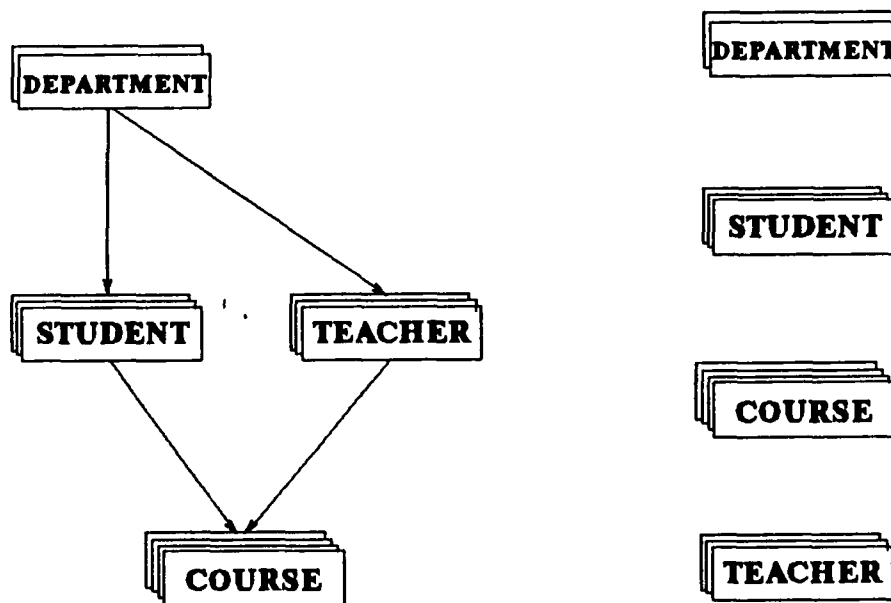 DEPARTMENT
STUDENT
TEACHER
COURSE
DEPARTMENT
STUDENT
COURSE
TEACHER